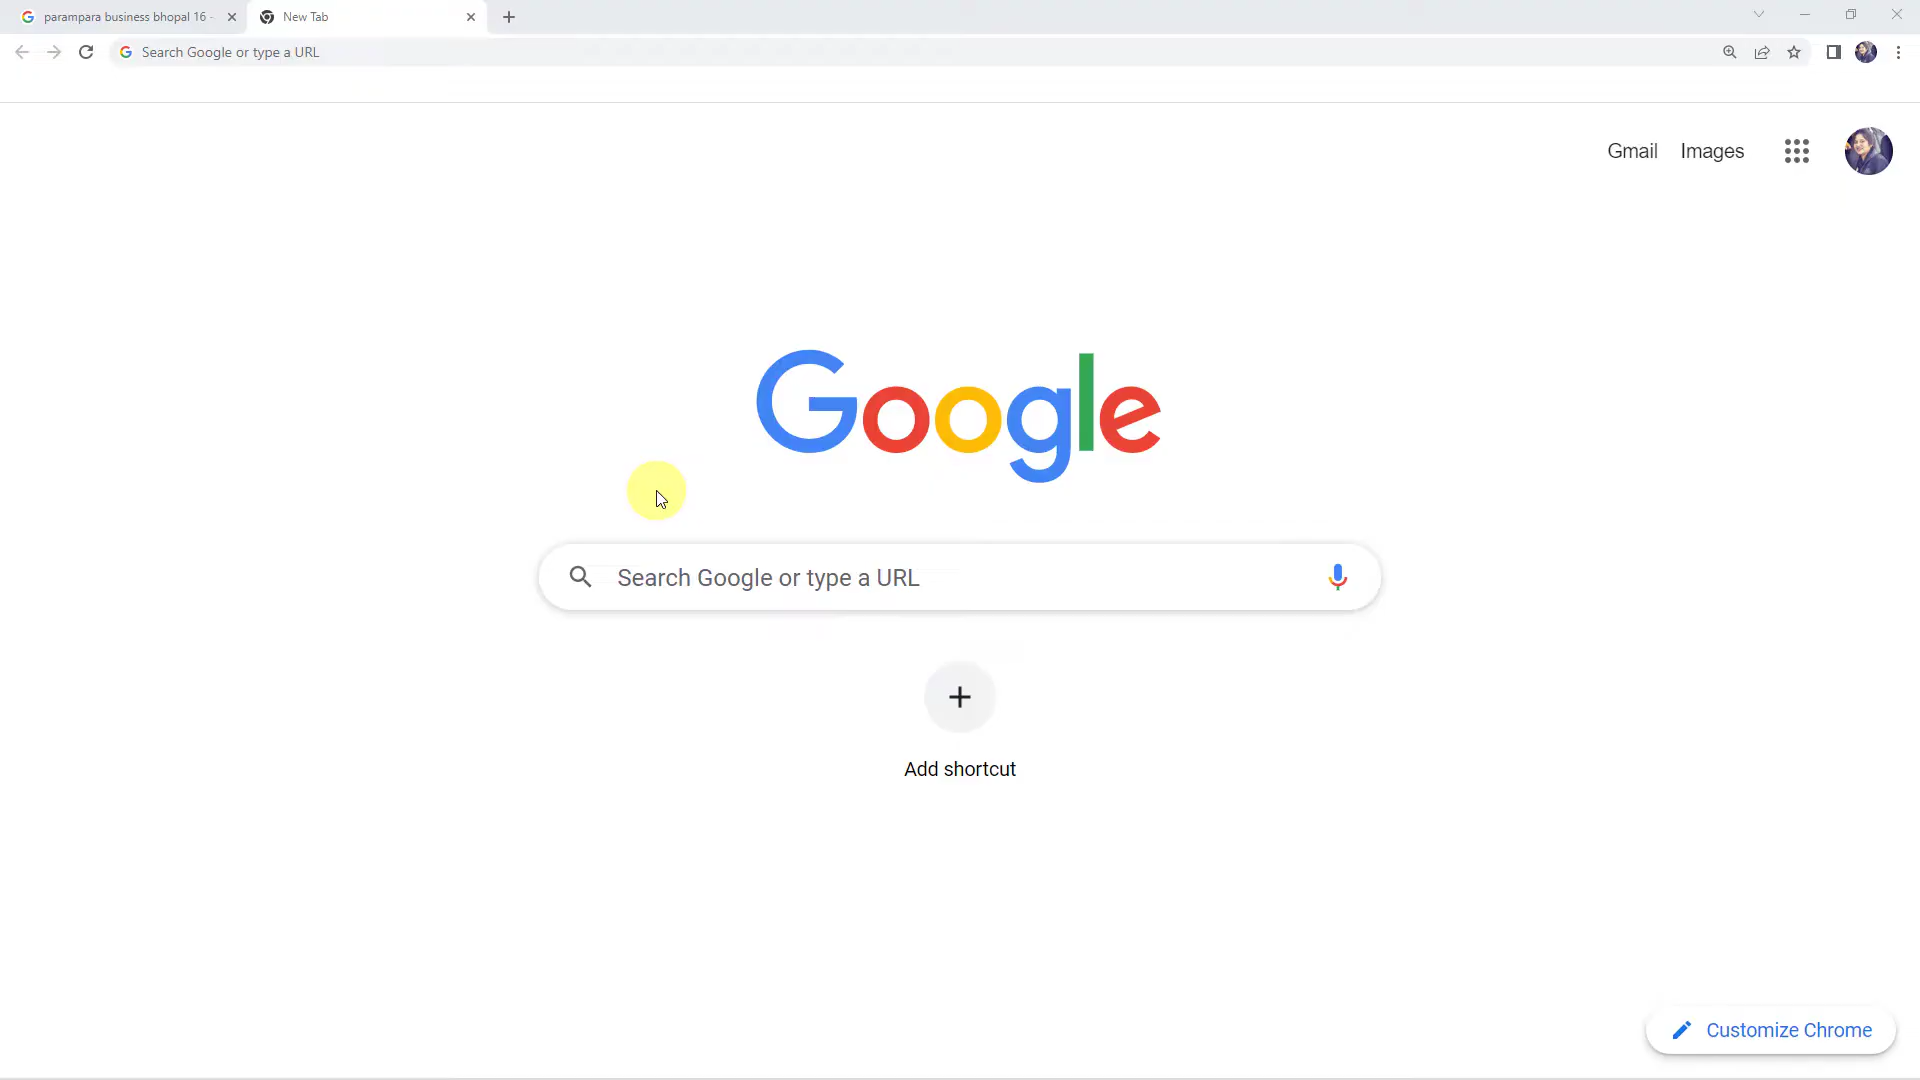 parampara business bhopal 16 -
New Tab
Search Google or type a URL
Gmail
Images
Google
Search Google or type a URL
Add shortcut
Customize Chrome